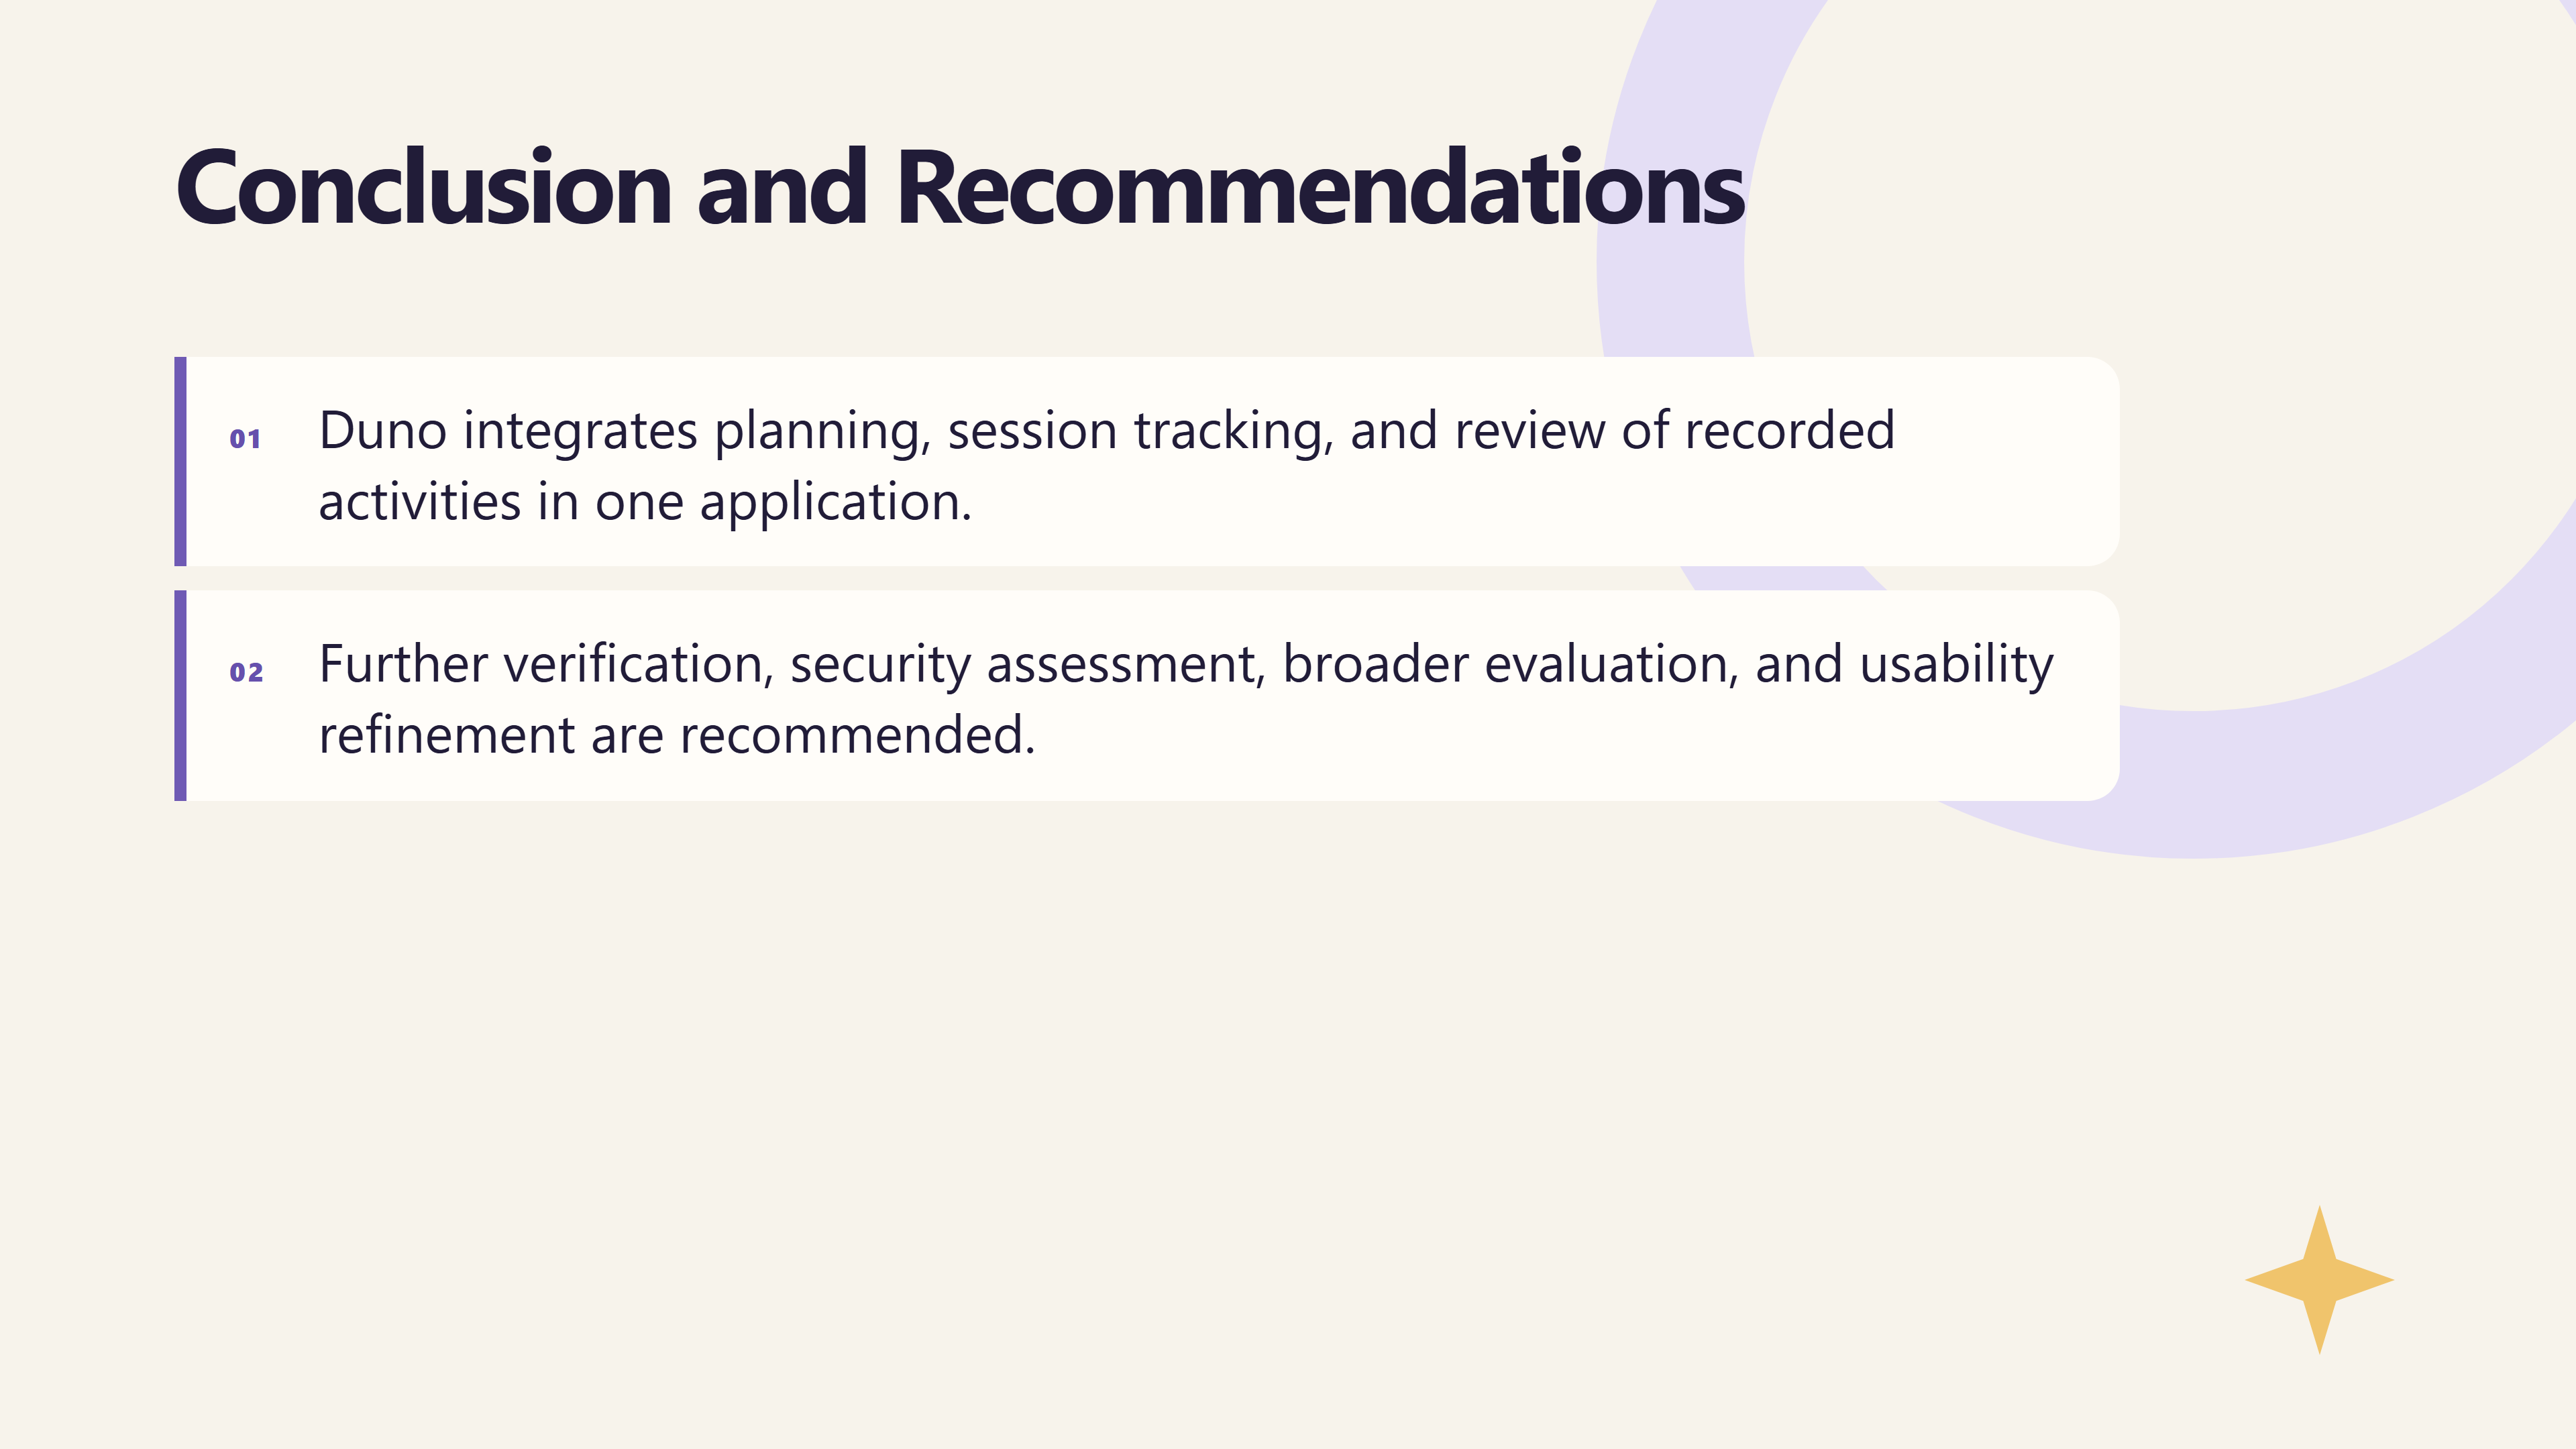 Conclusion and Recommendations
01
Duno integrates planning, session tracking, and review of recorded
activities in one application.
02
Further verification, security assessment, broader evaluation, and usability
refinement are recommended.